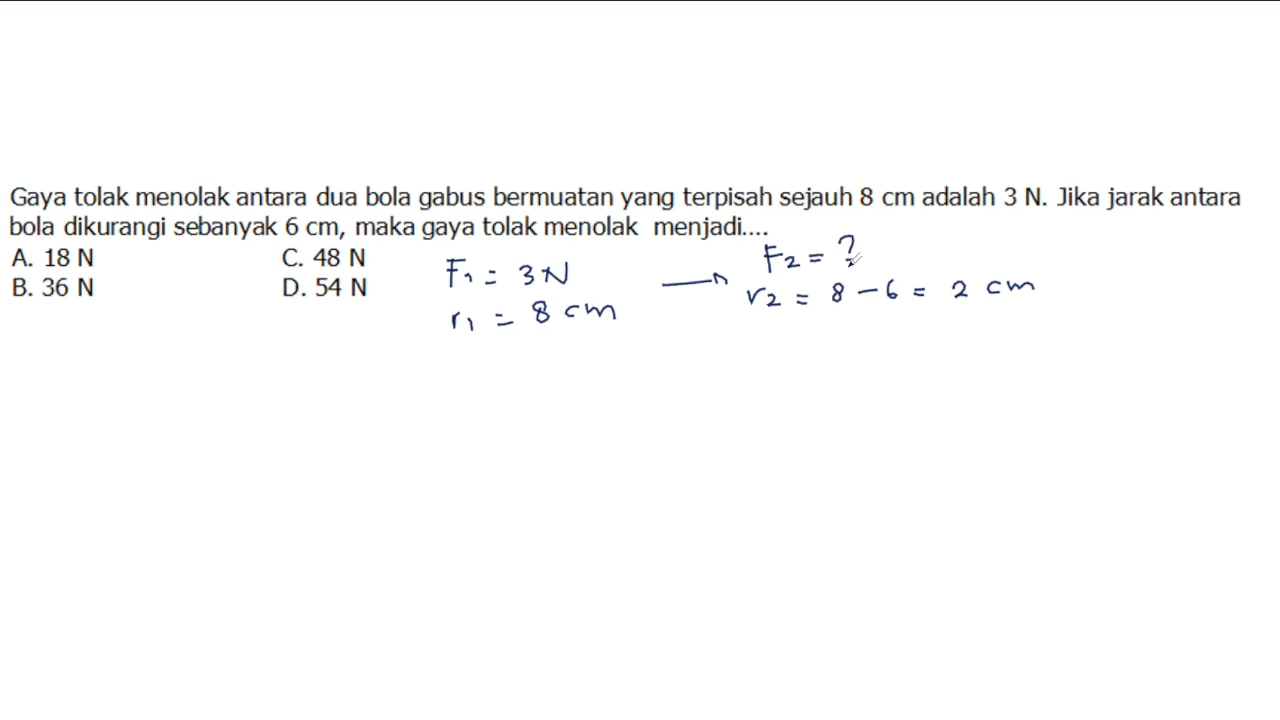 Gaya tolak menolak antara dua bola gabus bermuatan yang terpisah sejauh 8 cm adalah 3 N. Jika jarak antara
bola dikurangi sebanyak 6 cm, maka gaya tolak menolak menjadi....
A. 18 N C. 48 N
B. 36 N D. 54 N
F₁ = 3 N → F₂ = ?
r₁ = 8 cm r₂ = 8 - 6 = 2 cm